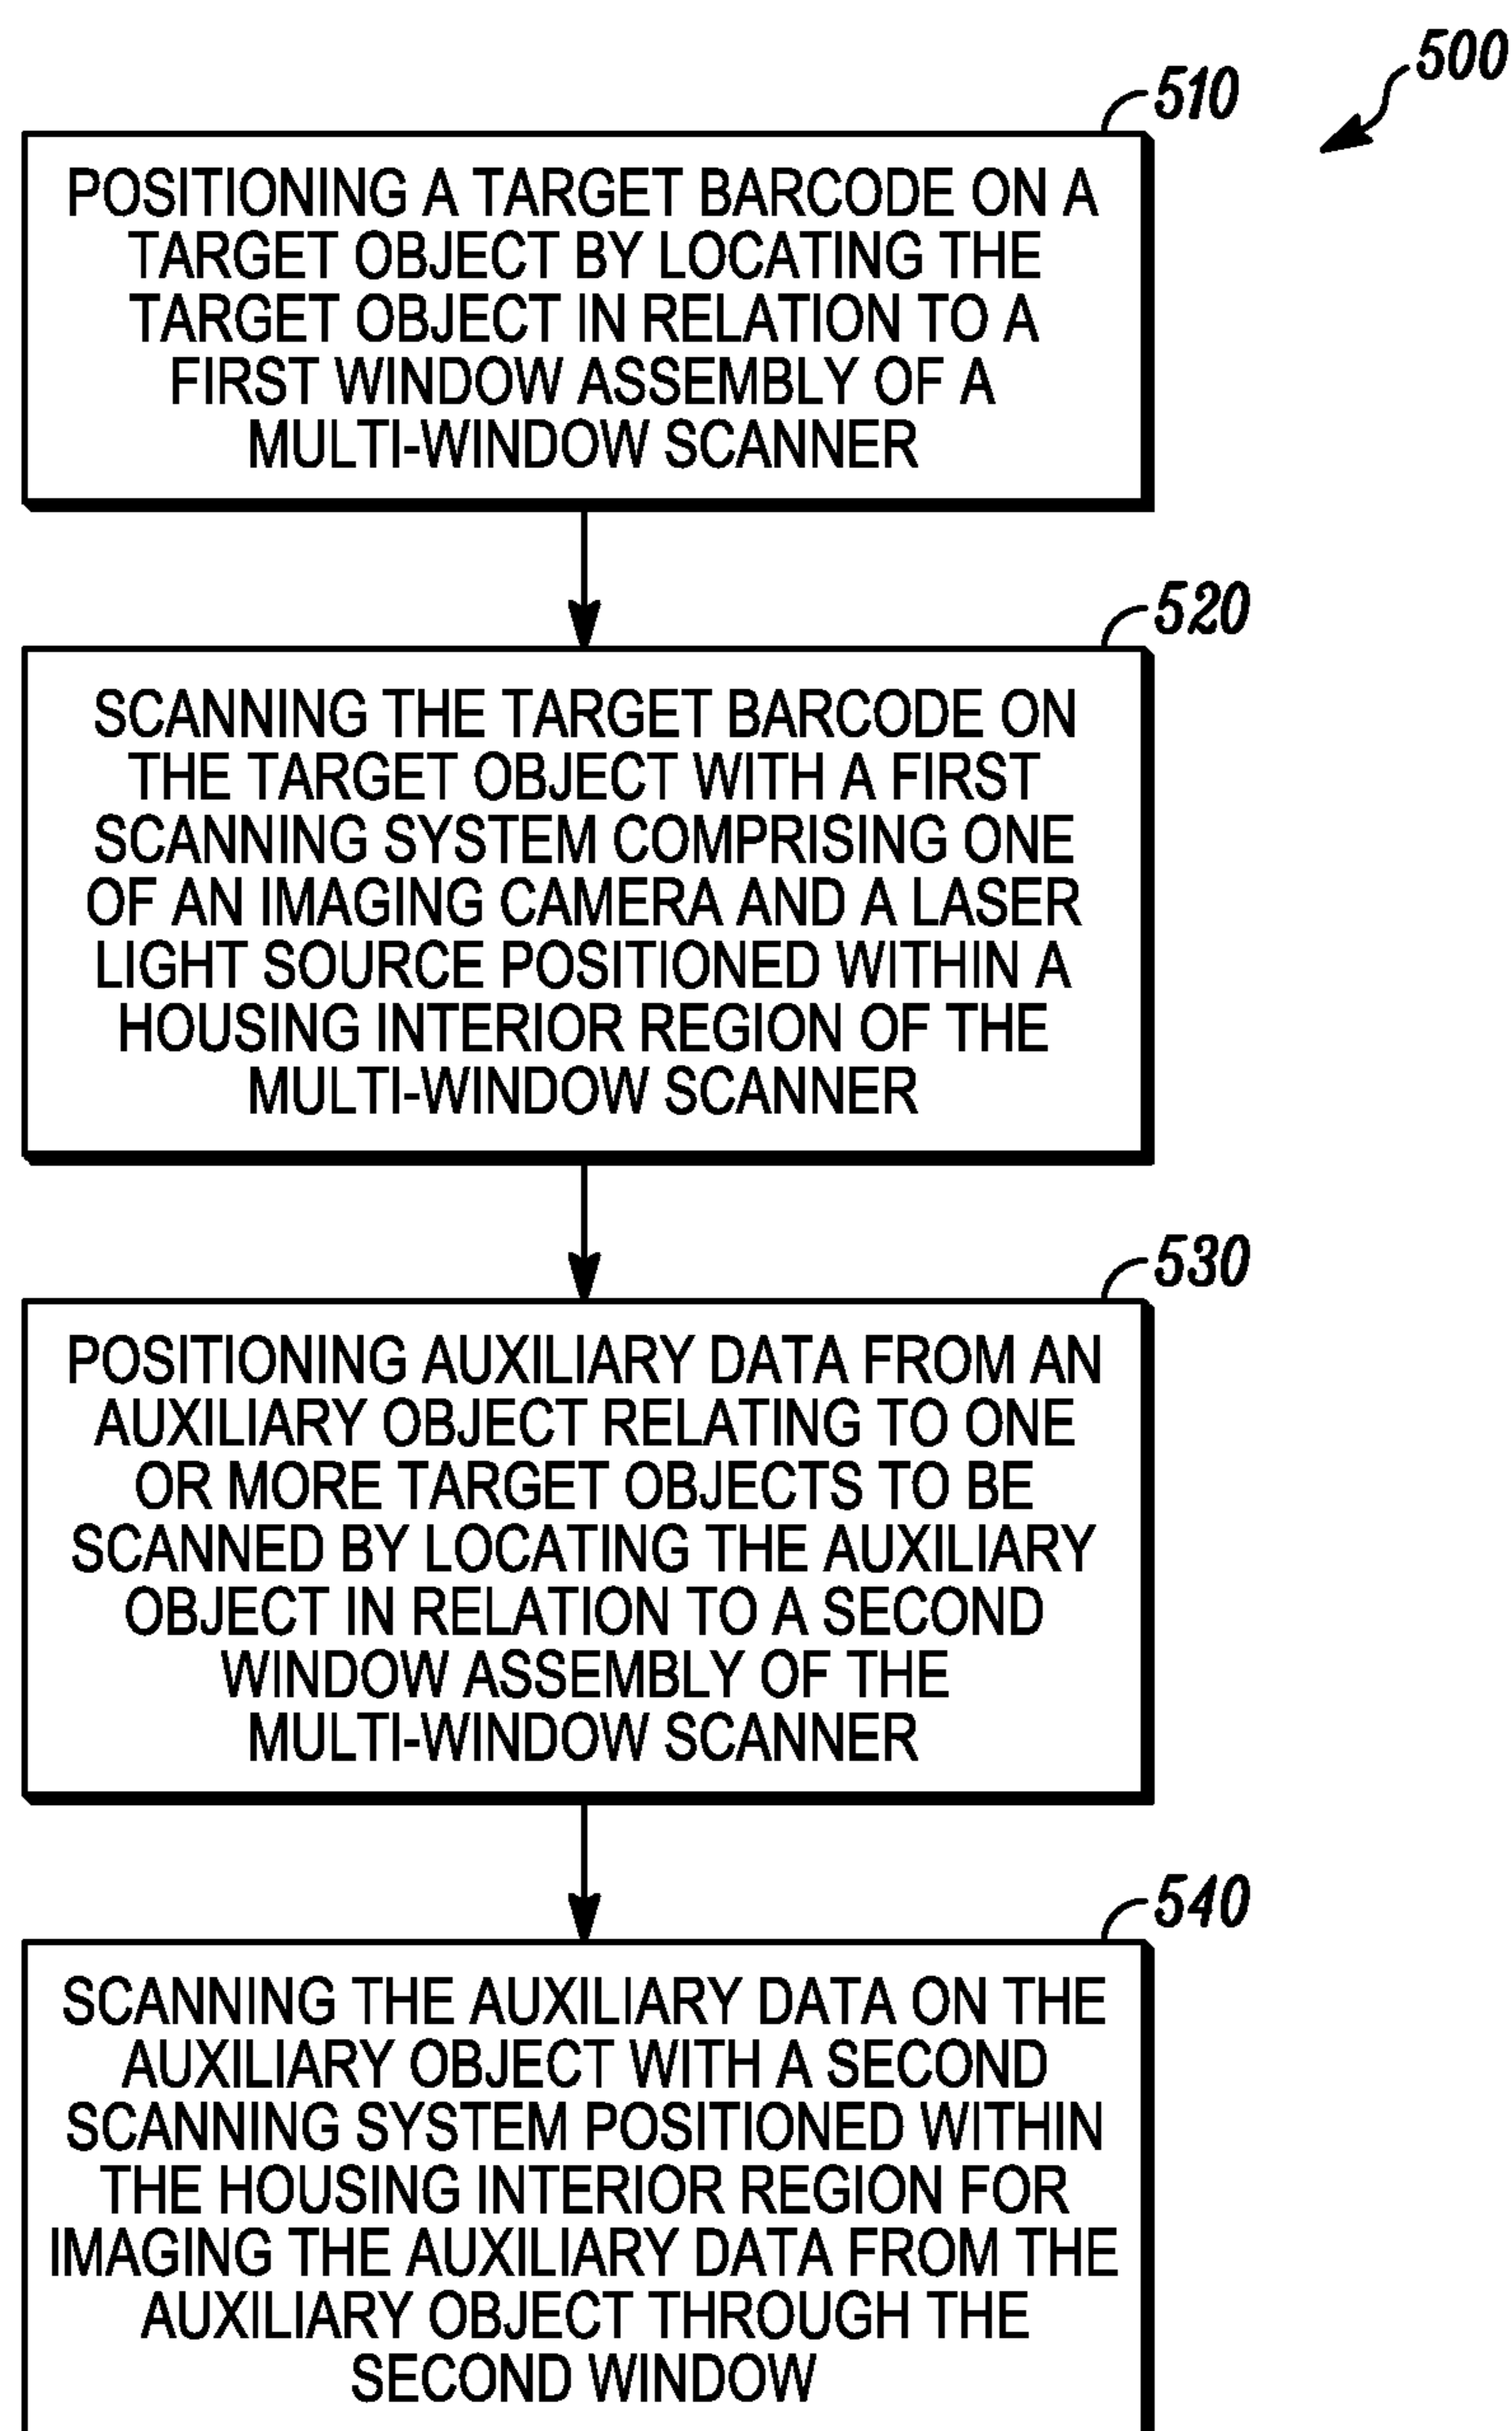 500
510
POSITIONING A TARGET BARCODE ON A
TARGET OBJECT BY LOCATING THE
TARGET OBJECT IN RELATION TO A
FIRST WINDOW ASSEMBLY OF A
MULTI-WINDOW SCANNER
520
SCANNING THE TARGET BARCODE ON
THE TARGET OBJECT WITH A FIRST
SCANNING SYSTEM COMPRISING ONE
OF AN IMAGING CAMERA AND A LASER
LIGHT SOURCE POSITIONED WITHIN A
HOUSING INTERIOR REGION OF THE
MULTI-WINDOW SCANNER
530
POSITIONING AUXILIARY DATA FROM AN
AUXILIARY OBJECT RELATING TO ONE
OR MORE TARGET OBJECTS TO BE
SCANNED BY LOCATING THE AUXILIARY
OBJECT IN RELATION TO A SECOND
WINDOW ASSEMBLY OF THE
MULTI-WINDOW SCANNER
540
SCANNING THE AUXILIARY DATA ON THE
AUXILIARY OBJECT WITH A SECOND
SCANNING SYSTEM POSITIONED WITHIN
THE HOUSING INTERIOR REGION FOR
IMAGING THE AUXILIARY DATA FROM THE
AUXILIARY OBJECT THROUGH THE
SECOND WINDOW